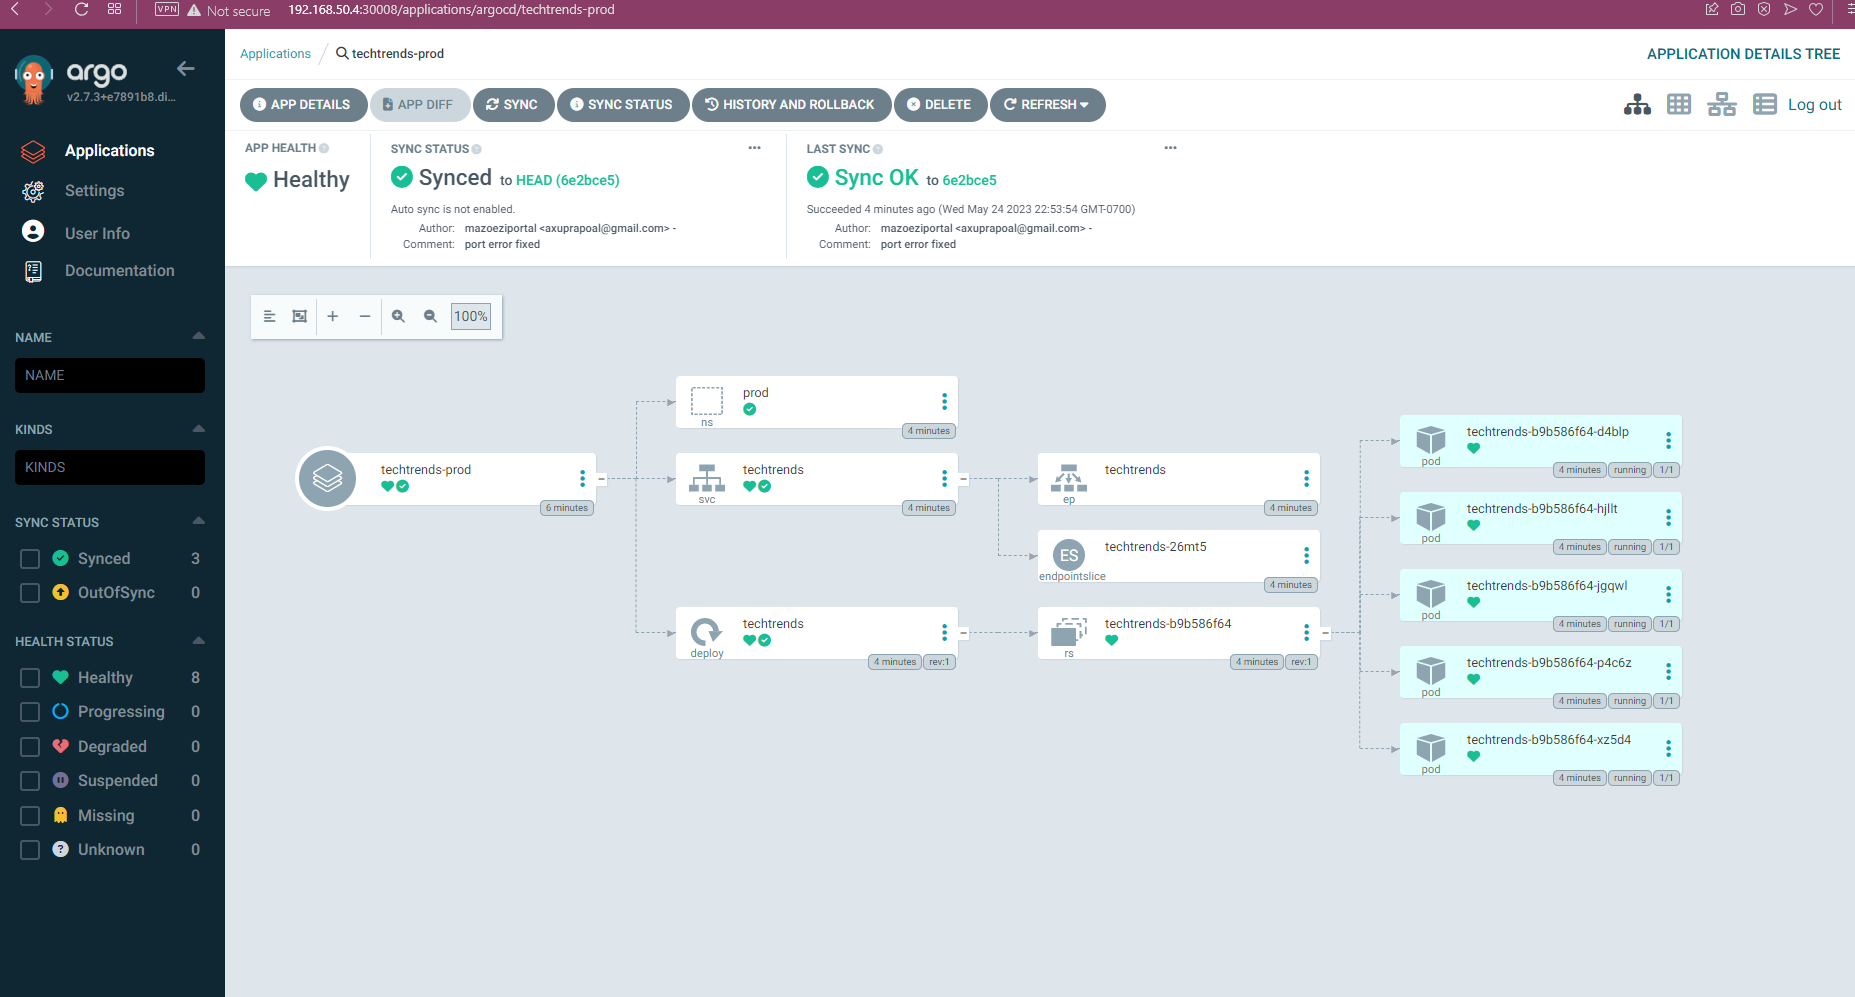 VPN Not secure 192.168.50.4:30008/applications/argocd/techtrends-prod
argo
v2.7.3+e7891b8.di...
Applications
Settings
User Info
Documentation
NAME
NAME
KINDS
KINDS
SYNC STATUS
Synced 3
OutOfSync 0
HEALTH STATUS
Healthy 8
Progressing 0
Degraded 0
Suspended 0
Missing 0
Unknown 0
Applications / techtrends-prod
APPLICATION DETAILS TREE
APP DETAILS APP DIFF SYNC SYNC STATUS HISTORY AND ROLLBACK DELETE REFRESH
Log out
APP HEALTH
Healthy
SYNC STATUS
Synced to HEAD (6e2bce5)
Auto sync is not enabled.
Author: mazoeziportal <axuprapoal@gmail.com> -
Comment: port error fixed
LAST SYNC
Sync OK to 6e2bce5
Succeeded 4 minutes ago (Wed May 24 2023 22:53:54 GMT-0700)
Author: mazoeziportal <axuprapoal@gmail.com> -
Comment: port error fixed
100%
techtrends-prod
6 minutes
prod
ns
4 minutes
techtrends
svc
4 minutes
techtrends
deploy
4 minutes rev:1
techtrends
ep
4 minutes
ES
techtrends-26mt5
endpointslice
4 minutes
techtrends-b9b586f64
rs
4 minutes rev:1
techtrends-b9b586f64-d4blp
pod
4 minutes running 1/1
techtrends-b9b586f64-hjllt
pod
4 minutes running 1/1
techtrends-b9b586f64-jgqwl
pod
4 minutes running 1/1
techtrends-b9b586f64-p4c6z
pod
4 minutes running 1/1
techtrends-b9b586f64-xz5d4
pod
4 minutes running 1/1